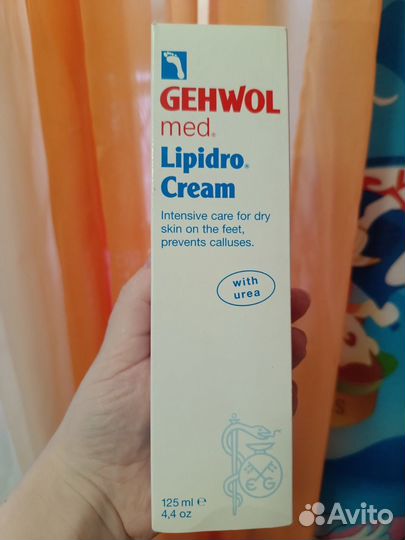 GEHWOL
med®
Lipidro®
Cream
Intensive care for dry
skin on the feet,
prevents calluses.
with
urea
E G
125 ml ℮
4,4 oz
Avito